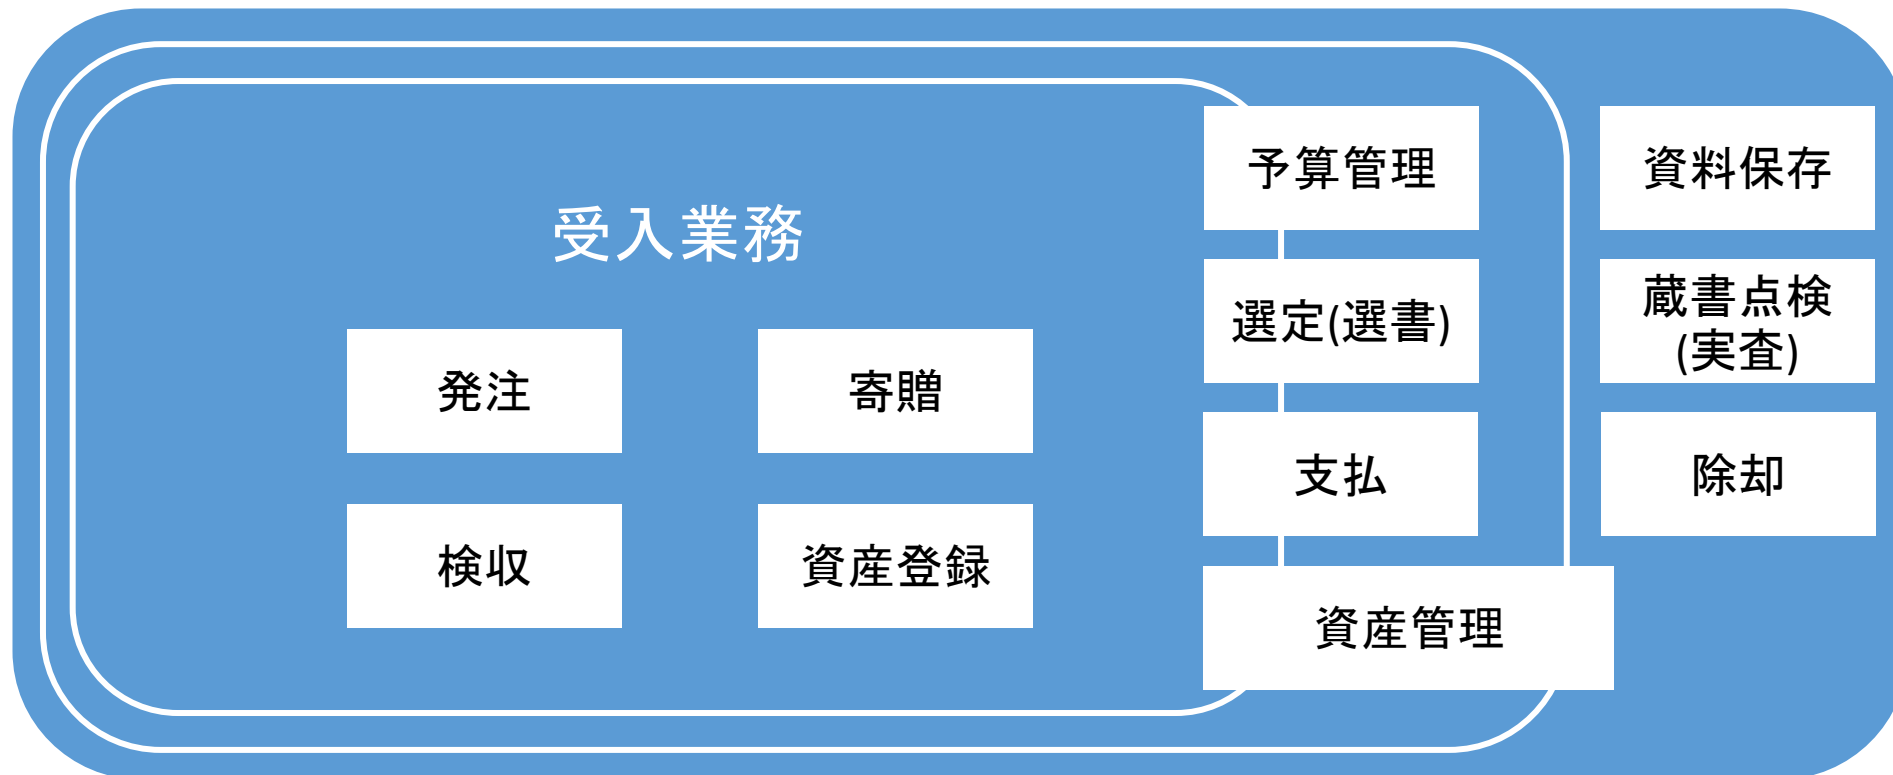 受入業務
発注
寄贈
検収
資産登録
予算管理
選定(選書)
支払
資産管理
資料保存
蔵書点検
(実査)
除却